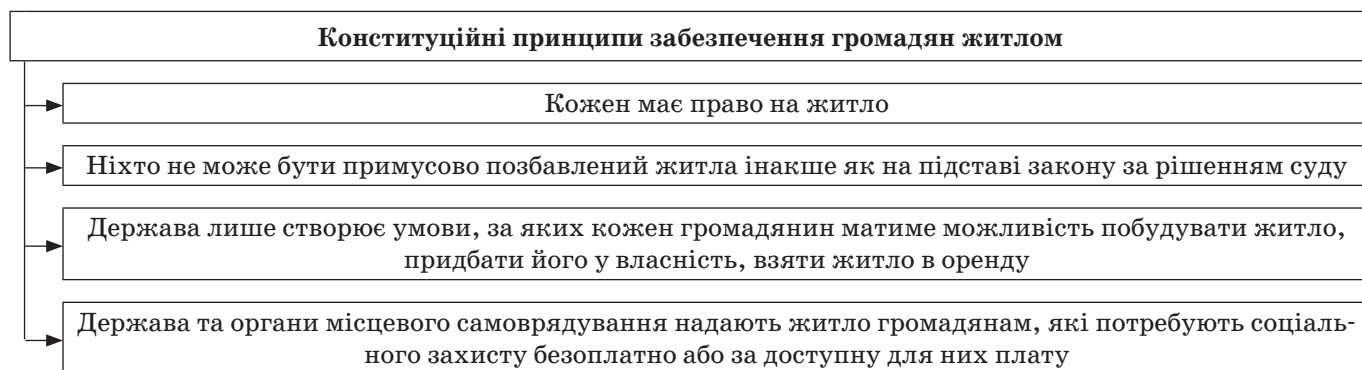 Конституційні принципи забезпечення громадян житлом
Кожен має право на житло
Ніхто не може бути примусово позбавлений житла інакше як на підставі закону за рішенням суду
Держава лише створює умови, за яких кожен громадянин матиме можливість побудувати житло,
придбати його у власність, взяти житло в оренду
Держава та органи місцевого самоврядування надають житло громадянам, які потребують соціаль-
ного захисту безоплатно або за доступну для них плату